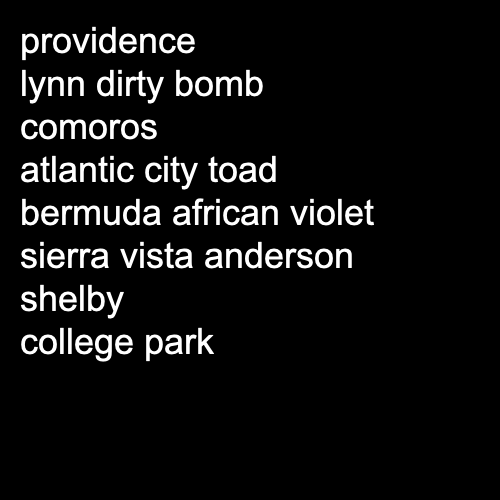 providence
lynn dirty bomb
comoros
atlantic city toad
bermuda african violet
sierra vista anderson
shelby
college park